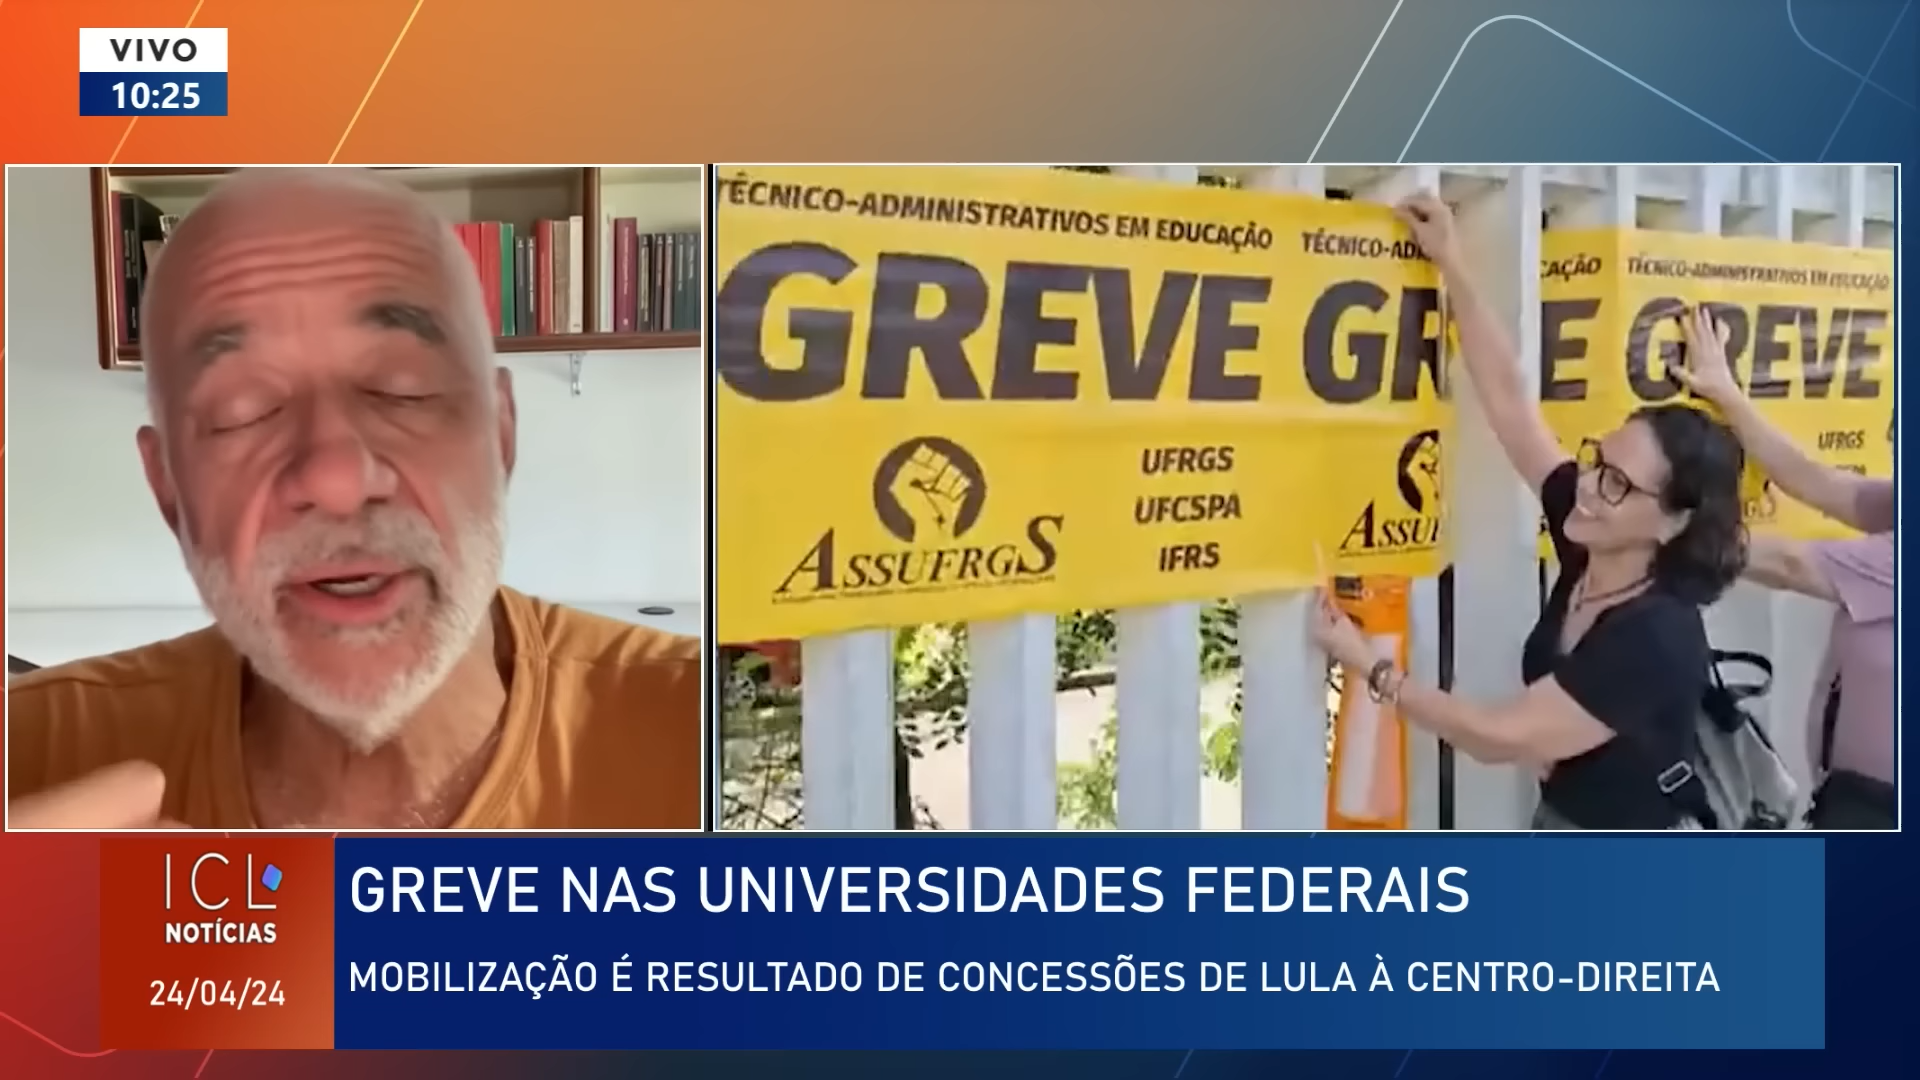 VIVO
10:25
TÉCNICO-ADMINISTRATIVOS EM EDUCAÇÃO
GREVE
ASSUFRGS
UFRGS
UFCSPA
IFRS
TÉCNICO-AD
GR
ASSUF
CAÇÃO
E
TÉCNICO-ADMINISTRATIVOS EM EDUCAÇÃO
GREVE
UFRGS
ICL
NOTÍCIAS
24/04/24
GREVE NAS UNIVERSIDADES FEDERAIS
MOBILIZAÇÃO É RESULTADO DE CONCESSÕES DE LULA À CENTRO-DIREITA